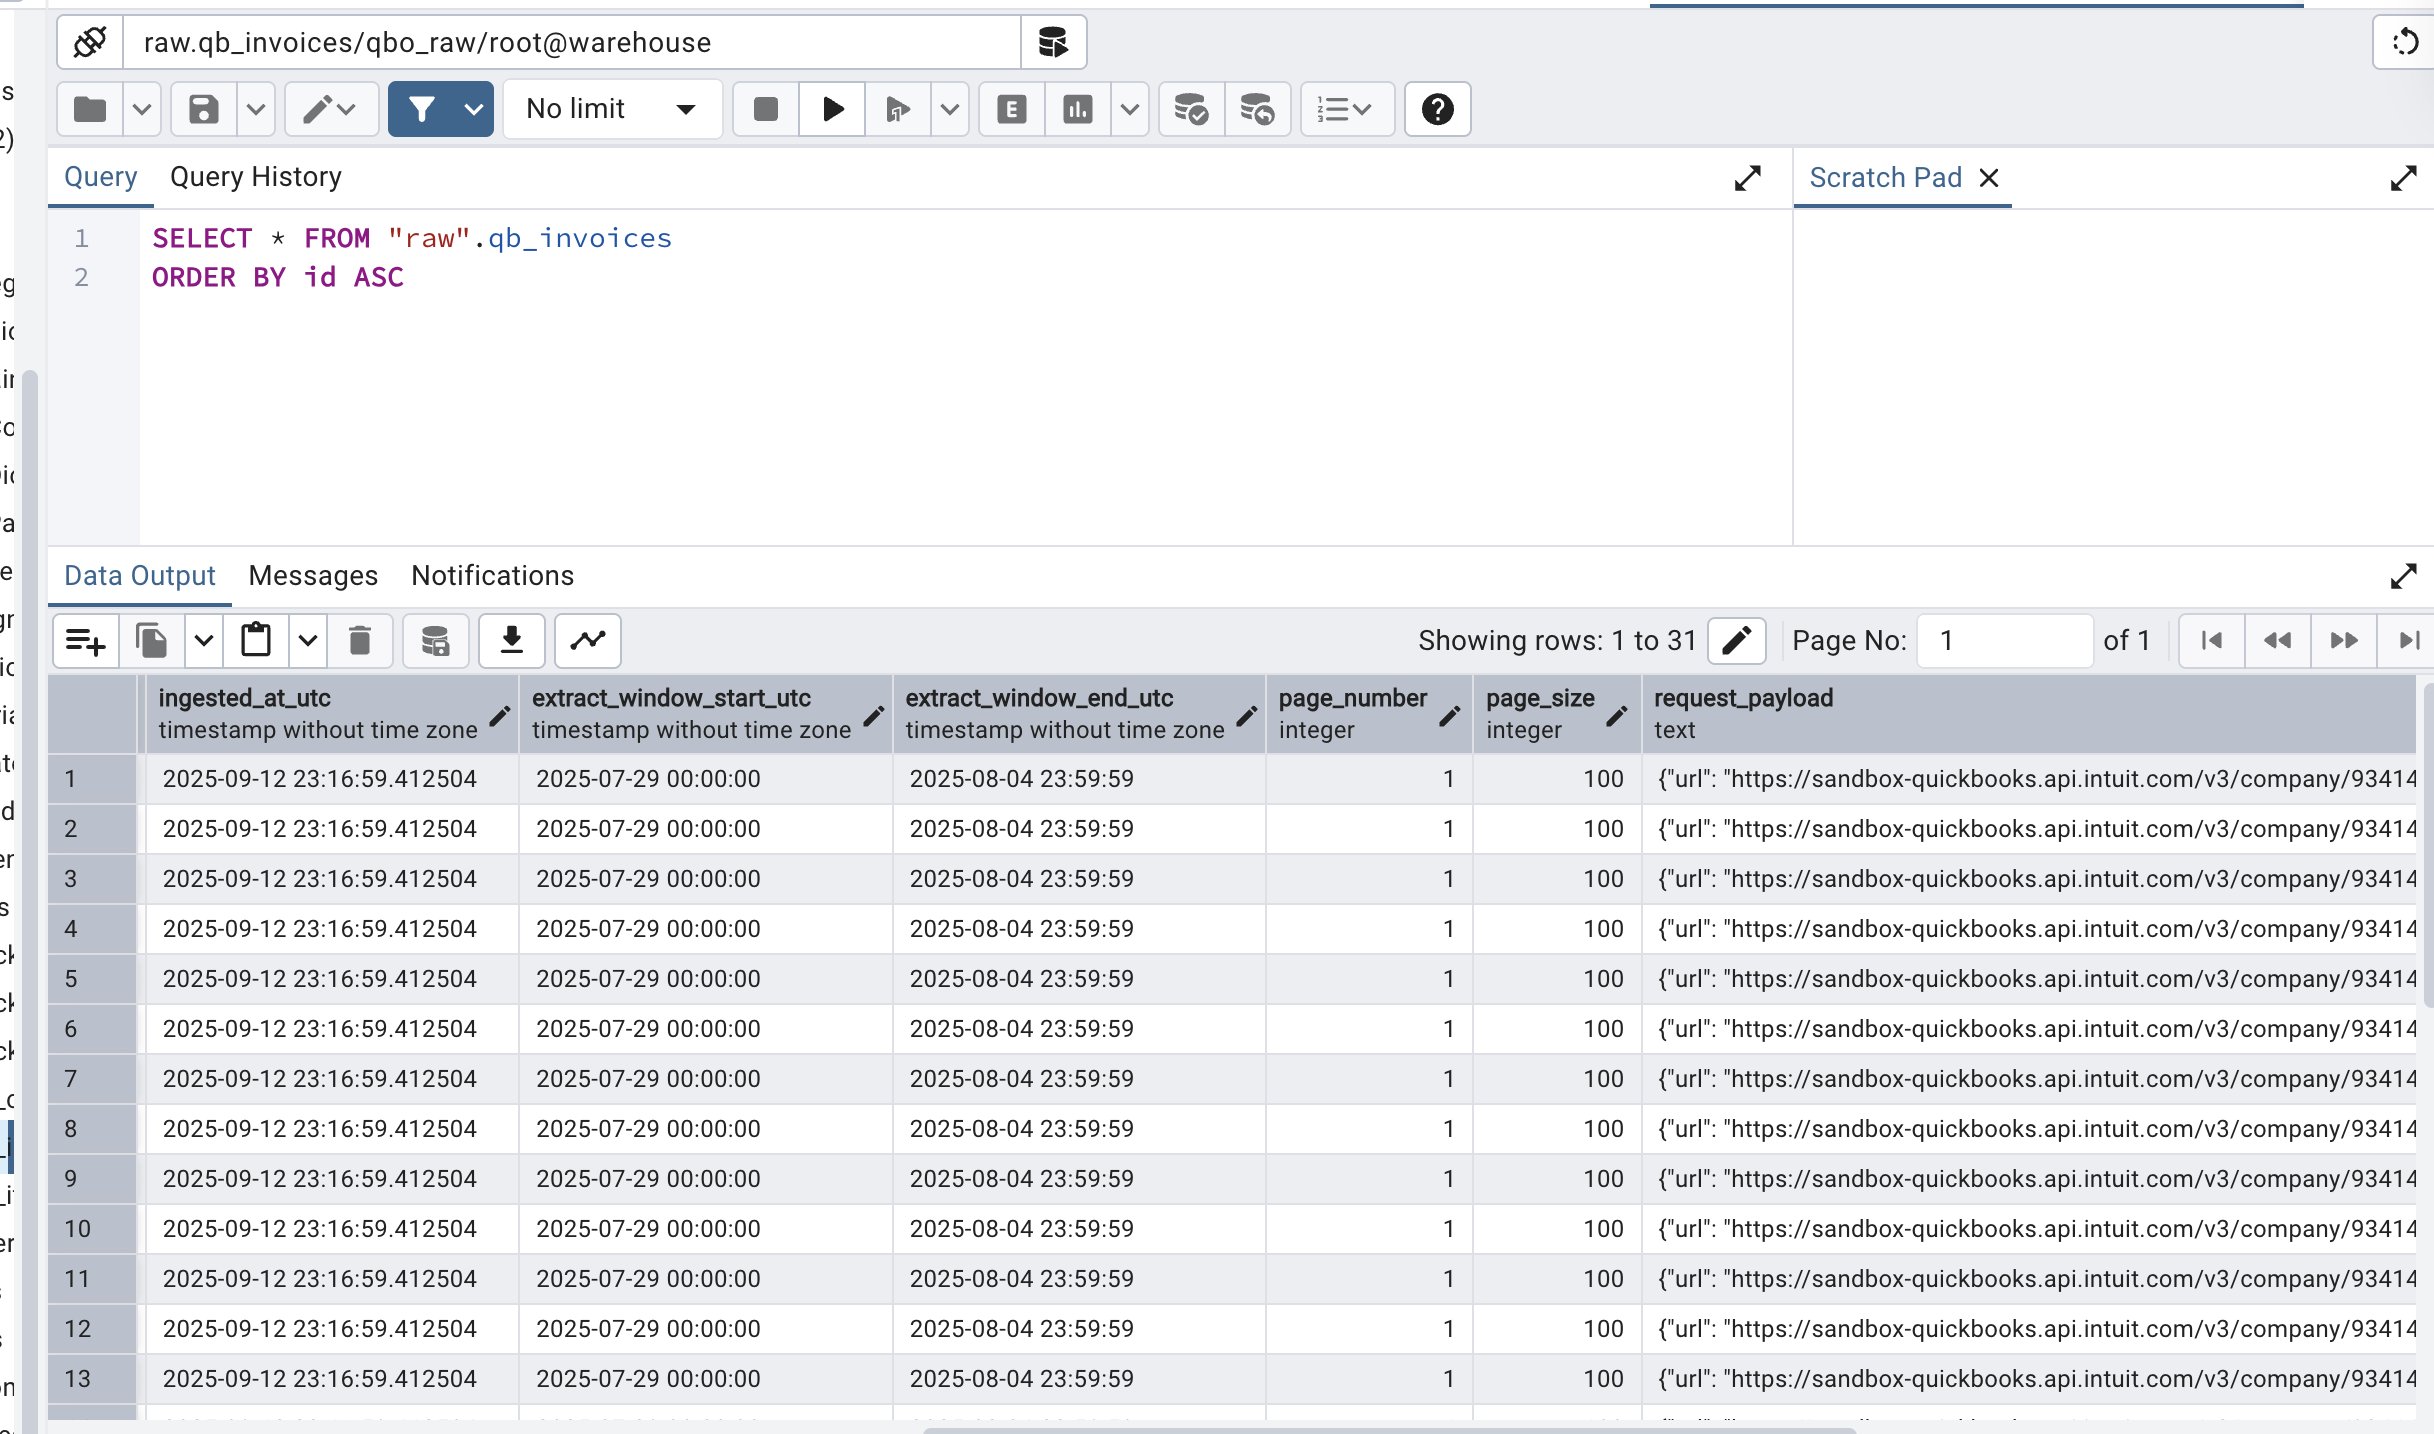 raw.qb_invoices/qbo_raw/root@warehouse
No limit
E
Query Query History
Scratch Pad
1 SELECT * FROM "raw".qb_invoices
2 ORDER BY id ASC
Data Output Messages Notifications
Showing rows: 1 to 31 Page No: 1 of 1
ingested_at_utc extract_window_start_utc extract_window_end_utc page_number page_size request_payload
timestamp without time zone timestamp without time zone timestamp without time zone integer integer text
1 2025-09-12 23:16:59.412504 2025-07-29 00:00:00 2025-08-04 23:59:59 1 100 {"url": "https://sandbox-quickbooks.api.intuit.com/v3/company/93414
2 2025-09-12 23:16:59.412504 2025-07-29 00:00:00 2025-08-04 23:59:59 1 100 {"url": "https://sandbox-quickbooks.api.intuit.com/v3/company/93414
3 2025-09-12 23:16:59.412504 2025-07-29 00:00:00 2025-08-04 23:59:59 1 100 {"url": "https://sandbox-quickbooks.api.intuit.com/v3/company/93414
4 2025-09-12 23:16:59.412504 2025-07-29 00:00:00 2025-08-04 23:59:59 1 100 {"url": "https://sandbox-quickbooks.api.intuit.com/v3/company/93414
5 2025-09-12 23:16:59.412504 2025-07-29 00:00:00 2025-08-04 23:59:59 1 100 {"url": "https://sandbox-quickbooks.api.intuit.com/v3/company/93414
6 2025-09-12 23:16:59.412504 2025-07-29 00:00:00 2025-08-04 23:59:59 1 100 {"url": "https://sandbox-quickbooks.api.intuit.com/v3/company/93414
7 2025-09-12 23:16:59.412504 2025-07-29 00:00:00 2025-08-04 23:59:59 1 100 {"url": "https://sandbox-quickbooks.api.intuit.com/v3/company/93414
8 2025-09-12 23:16:59.412504 2025-07-29 00:00:00 2025-08-04 23:59:59 1 100 {"url": "https://sandbox-quickbooks.api.intuit.com/v3/company/93414
9 2025-09-12 23:16:59.412504 2025-07-29 00:00:00 2025-08-04 23:59:59 1 100 {"url": "https://sandbox-quickbooks.api.intuit.com/v3/company/93414
10 2025-09-12 23:16:59.412504 2025-07-29 00:00:00 2025-08-04 23:59:59 1 100 {"url": "https://sandbox-quickbooks.api.intuit.com/v3/company/93414
11 2025-09-12 23:16:59.412504 2025-07-29 00:00:00 2025-08-04 23:59:59 1 100 {"url": "https://sandbox-quickbooks.api.intuit.com/v3/company/93414
12 2025-09-12 23:16:59.412504 2025-07-29 00:00:00 2025-08-04 23:59:59 1 100 {"url": "https://sandbox-quickbooks.api.intuit.com/v3/company/93414
13 2025-09-12 23:16:59.412504 2025-07-29 00:00:00 2025-08-04 23:59:59 1 100 {"url": "https://sandbox-quickbooks.api.intuit.com/v3/company/93414